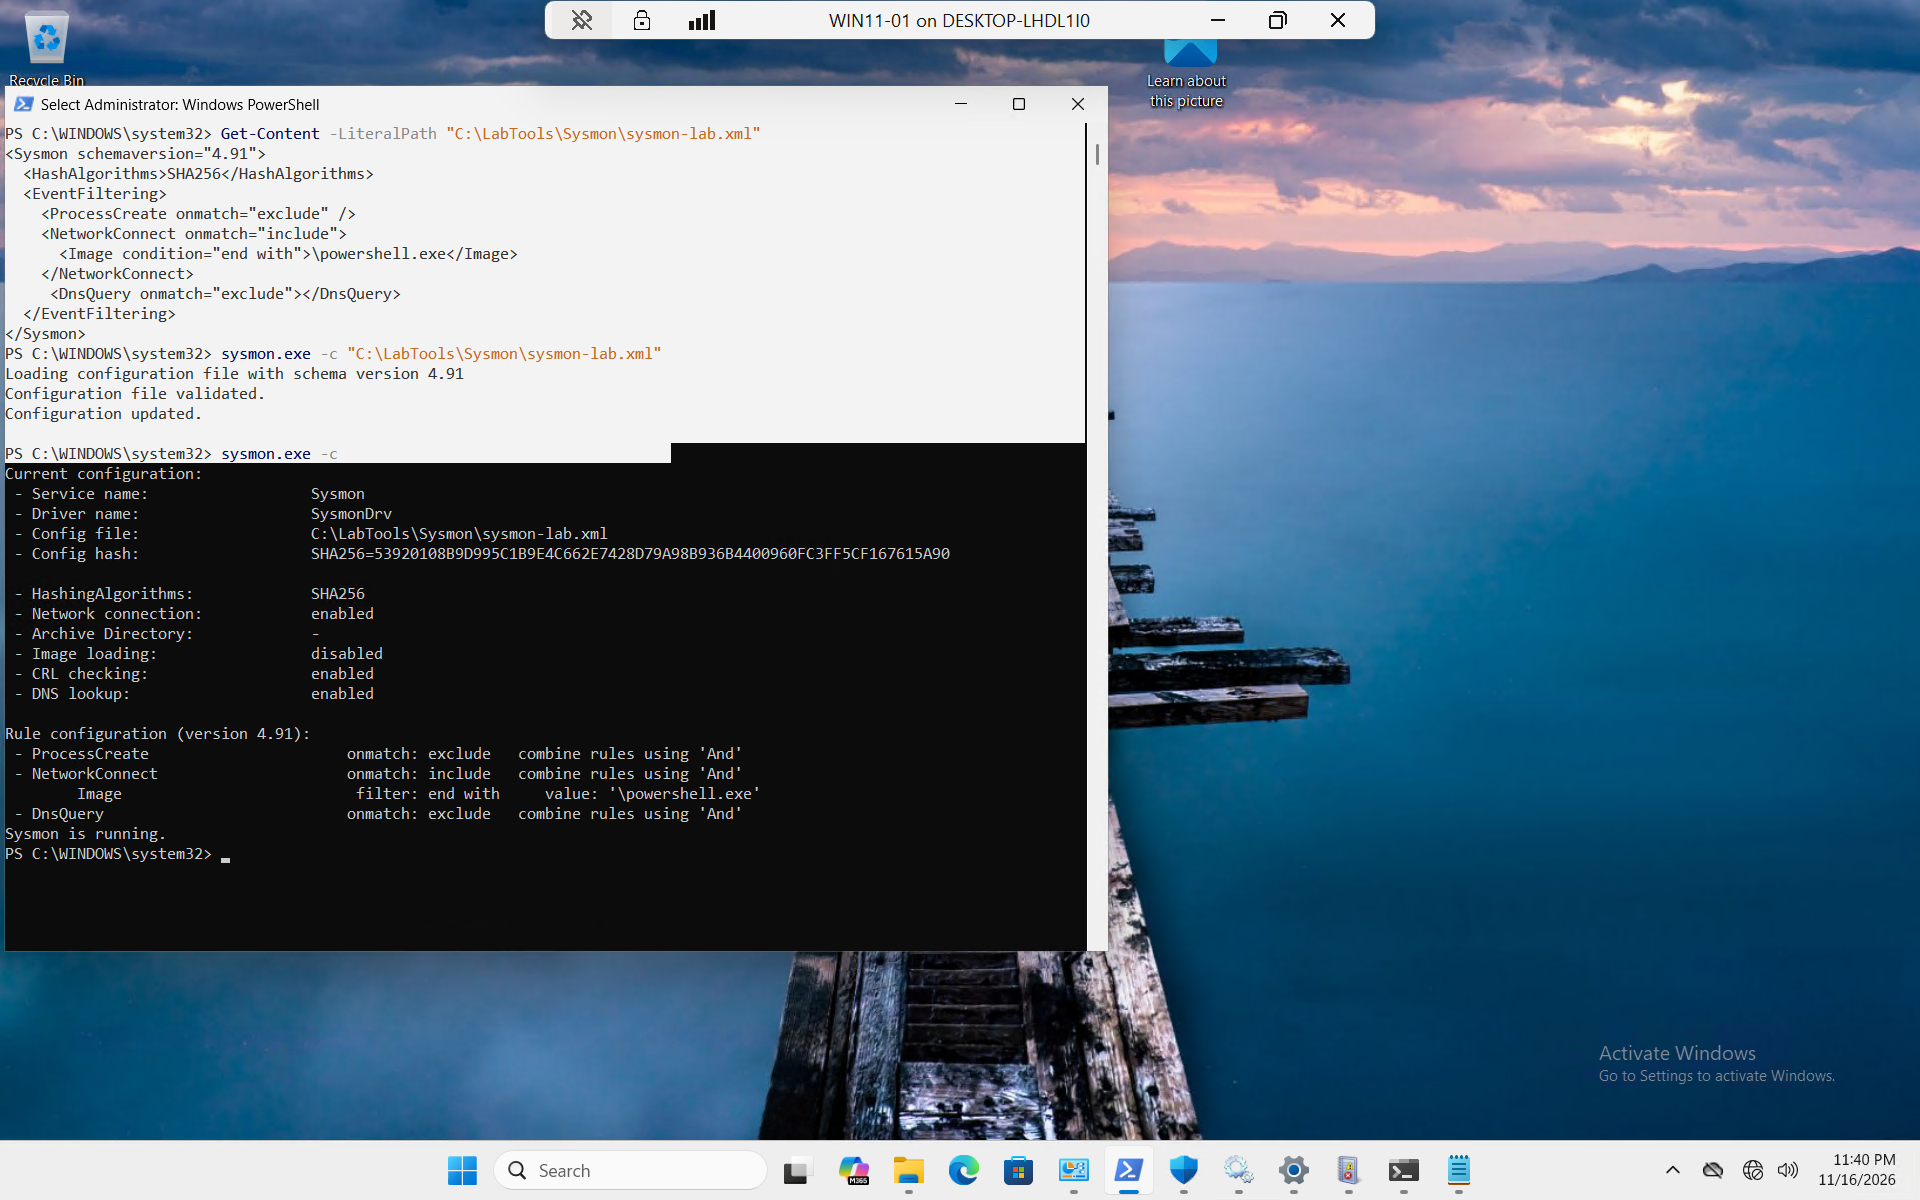 WIN11-01 on DESKTOP-LHDL1I0
Recycle Bin
Learn about
this picture
Select Administrator: Windows PowerShell
PS C:\WINDOWS\system32> Get-Content -LiteralPath "C:\LabTools\Sysmon\sysmon-lab.xml"
<Sysmon schemaversion="4.91">
  <HashAlgorithms>SHA256</HashAlgorithms>
  <EventFiltering>
    <ProcessCreate onmatch="exclude" />
    <NetworkConnect onmatch="include">
      <Image condition="end with">\powershell.exe</Image>
    </NetworkConnect>
     <DnsQuery onmatch="exclude"></DnsQuery>
  </EventFiltering>
</Sysmon>
PS C:\WINDOWS\system32> sysmon.exe -c "C:\LabTools\Sysmon\sysmon-lab.xml"
Loading configuration file with schema version 4.91
Configuration file validated.
Configuration updated.
PS C:\WINDOWS\system32> sysmon.exe -c
Current configuration:
 - Service name:                  Sysmon
 - Driver name:                   SysmonDrv
 - Config file:                   C:\LabTools\Sysmon\sysmon-lab.xml
 - Config hash:                   SHA256=53920108B9D995C1B9E4C662E7428D79A98B936B4400960FC3FF5CF167615A90
 - HashingAlgorithms:             SHA256
 - Network connection:            enabled
 - Archive Directory:             -
 - Image loading:                 disabled
 - CRL checking:                  enabled
 - DNS lookup:                    enabled
Rule configuration (version 4.91):
 - ProcessCreate                      onmatch: exclude   combine rules using 'And'
 - NetworkConnect                     onmatch: include   combine rules using 'And'
        Image                          filter: end with     value: '\powershell.exe'
 - DnsQuery                           onmatch: exclude   combine rules using 'And'
Sysmon is running.
PS C:\WINDOWS\system32>
Activate Windows
Go to Settings to activate Windows.
Search
M365
11:40 PM
11/16/2026